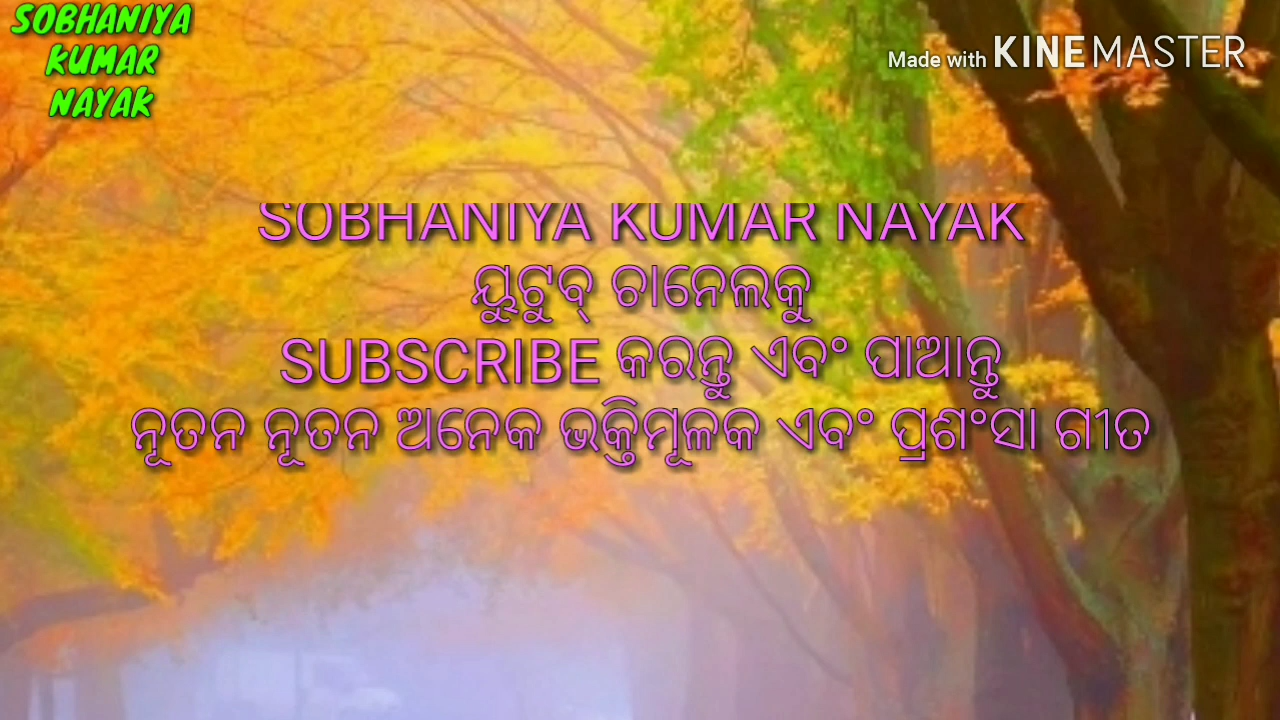 SOBHANIYA
KUMAR
NAYAK
Made with KINEMASTER
SOBHANIYA KUMAR NAYAK
ୟୁଟୁବ୍ ଚାନେଲକୁ
SUBSCRIBE କରନ୍ତୁ ଏବଂ ପାଆନ୍ତୁ
ନୂତନ ନୂତନ ଅନେକ ଭକ୍ତିମୂଳକ ଏବଂ ପ୍ରଶଂସା ଗୀତ